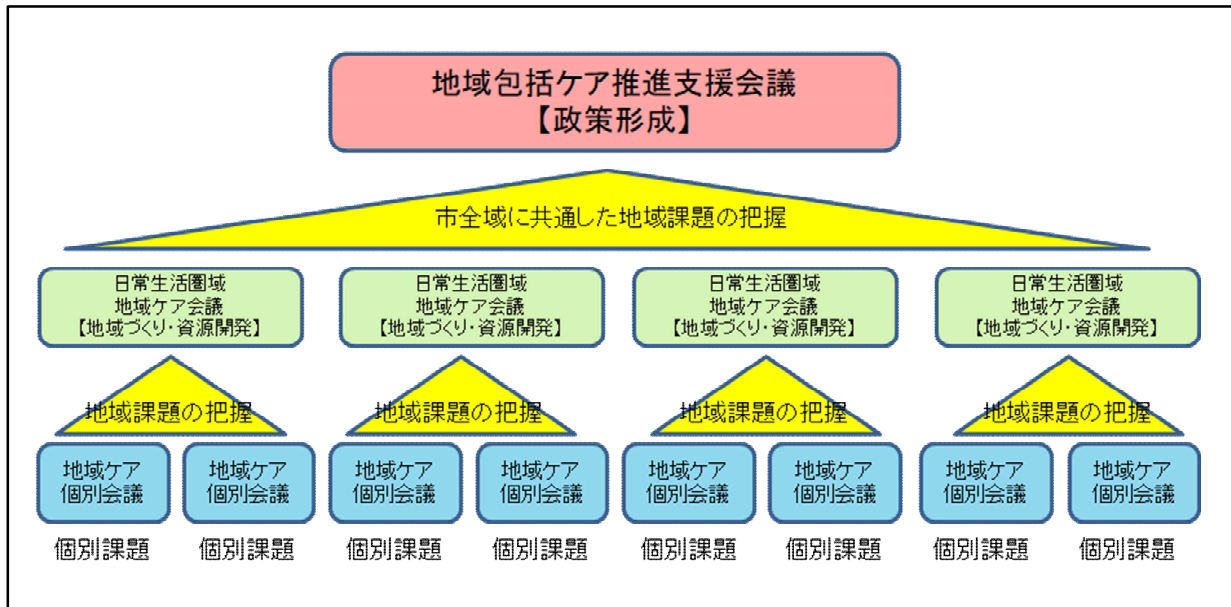 地域包括ケア推進支援会議
【政策形成】
市全域に共通した地域課題の把握
日常生活圏域
地域ケア会議
【地域づくり・資源開発】
日常生活圏域
地域ケア会議
【地域づくり・資源開発】
日常生活圏域
地域ケア会議
【地域づくり・資源開発】
日常生活圏域
地域ケア会議
【地域づくり・資源開発】
地域課題の把握
地域課題の把握
地域課題の把握
地域課題の把握
地域ケア
個別会議
地域ケア
個別会議
地域ケア
個別会議
地域ケア
個別会議
地域ケア
個別会議
地域ケア
個別会議
地域ケア
個別会議
地域ケア
個別会議
個別課題
個別課題
個別課題
個別課題
個別課題
個別課題
個別課題
個別課題